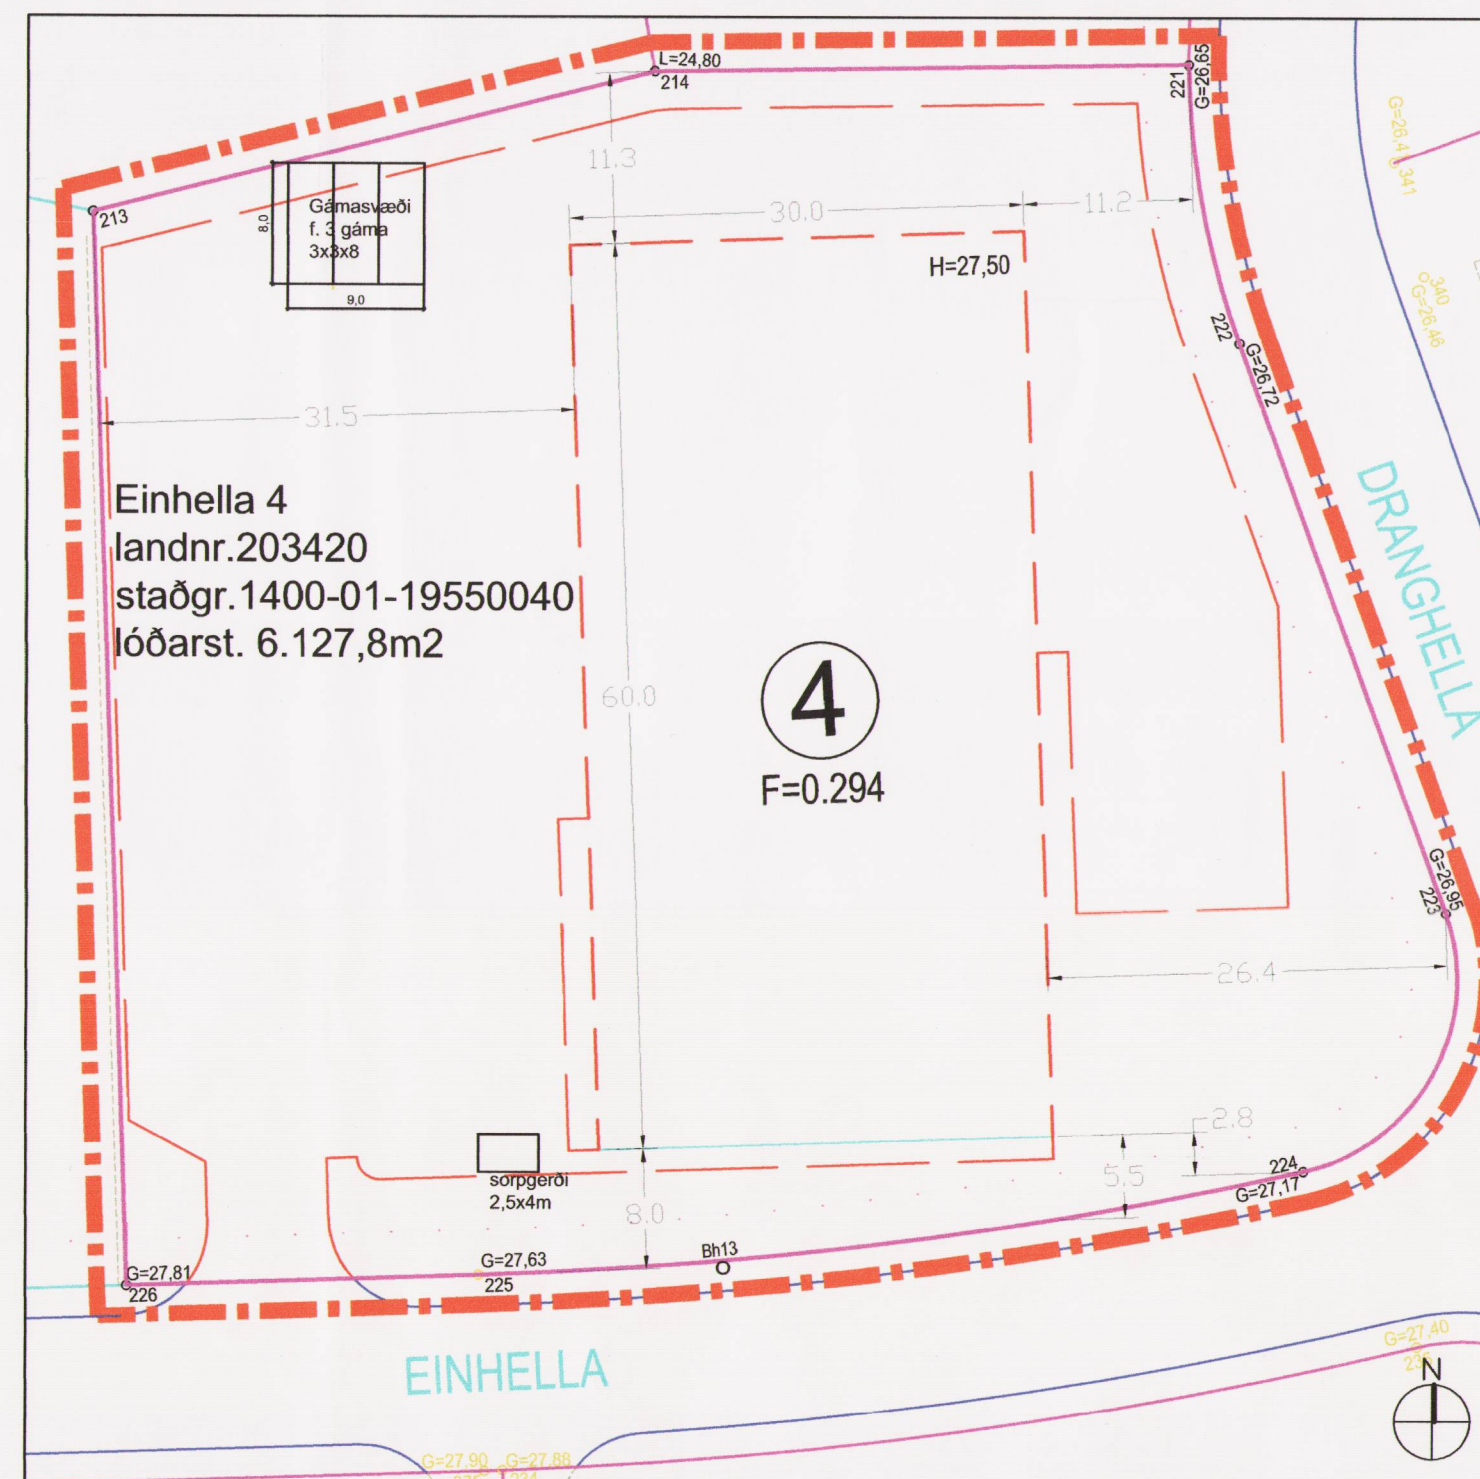 L=24,80
214
221
G=26,65
G=26,4
341
213
11.3
Gámasvæði
f. 3 gáma
3x3x8
8,0
9,0
30.0
11.2
H=27,50
222
G=26,72
340
G=26,46
31.5
Einhella 4
landnr.203420
staðgr.1400-01-19550040
lóðarst. 6.127,8m2
DRANGHELLA
60.0
4
F=0.294
G=26,95
223
26.4
2.8
5.5
224
G=27,17
sorpgerði
2,5x4m
8.0
Bh13
G=27,63
225
G=27,81
226
EINHELLA
G=27,40
N
G=27,90
G=27,88